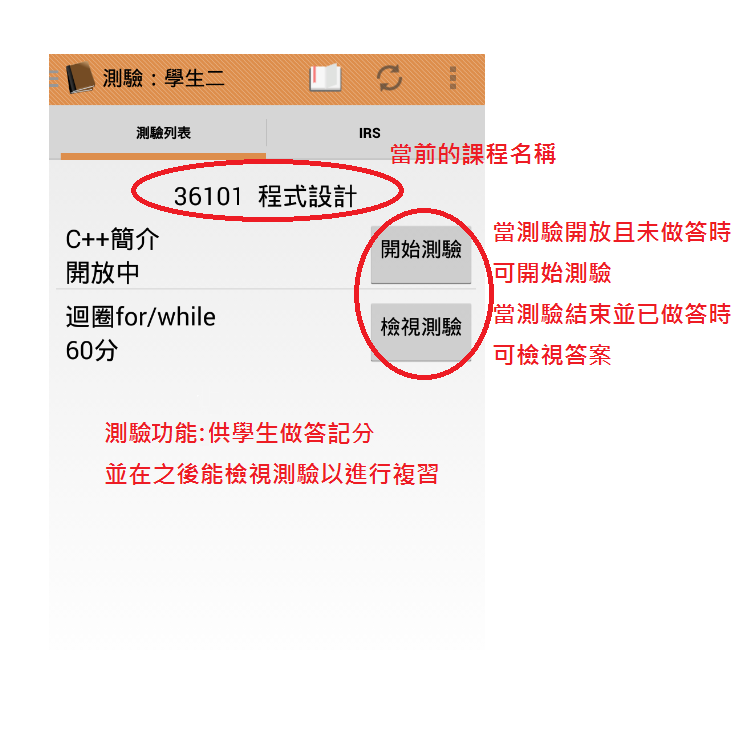 測驗：學生二
測驗列表
IRS
當前的課程名稱
36101 程式設計
C++簡介
開放中
開始測驗
當測驗開放且未做答時
可開始測驗
迴圈for/while
60分
檢視測驗
當測驗結束並已做答時
可檢視答案
測驗功能:供學生做答記分
並在之後能檢視測驗以進行複習